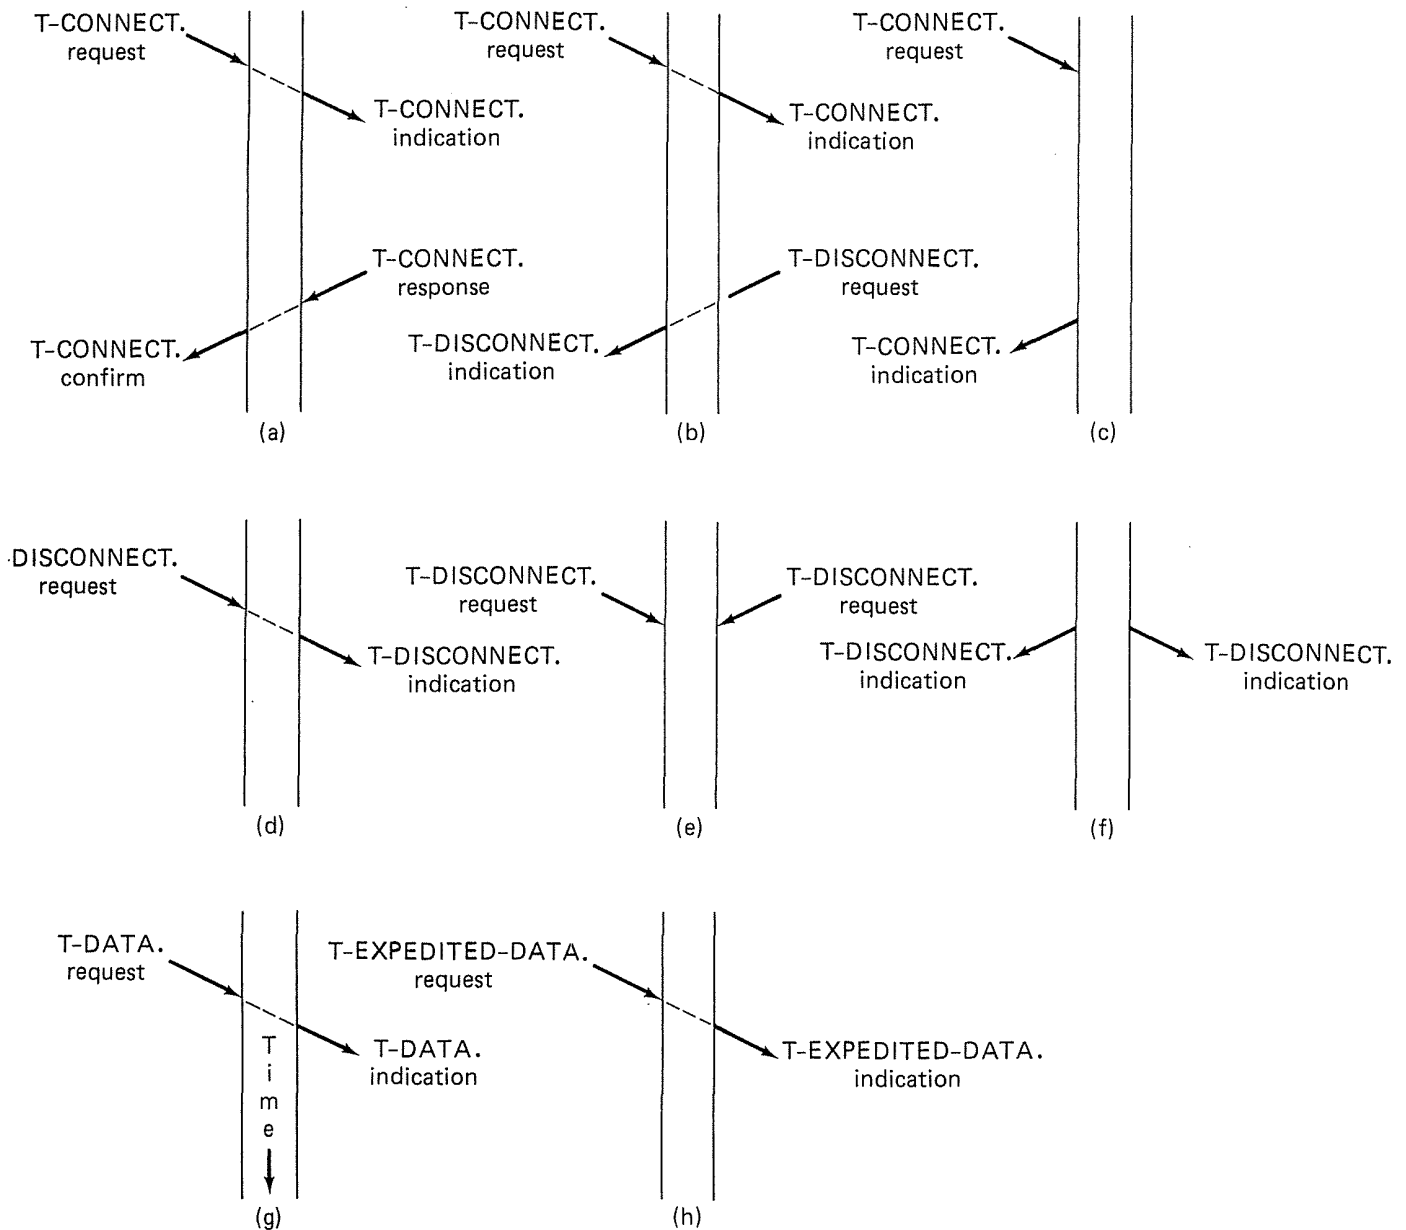 T-CONNECT.
request
T-CONNECT.
indication
T-CONNECT.
response
T-CONNECT.
confirm
(a)
T-CONNECT.
request
T-CONNECT.
indication
T-DISCONNECT.
request
T-DISCONNECT.
indication
(b)
T-CONNECT.
request
T-CONNECT.
indication
(c)
DISCONNECT.
request
T-DISCONNECT.
indication
(d)
T-DISCONNECT.
request
T-DISCONNECT.
request
(e)
T-DISCONNECT.
indication
T-DISCONNECT.
indication
(f)
T-DATA.
request
T-DATA.
indication
Time
(g)
T-EXPEDITED-DATA.
request
T-EXPEDITED-DATA.
indication
(h)